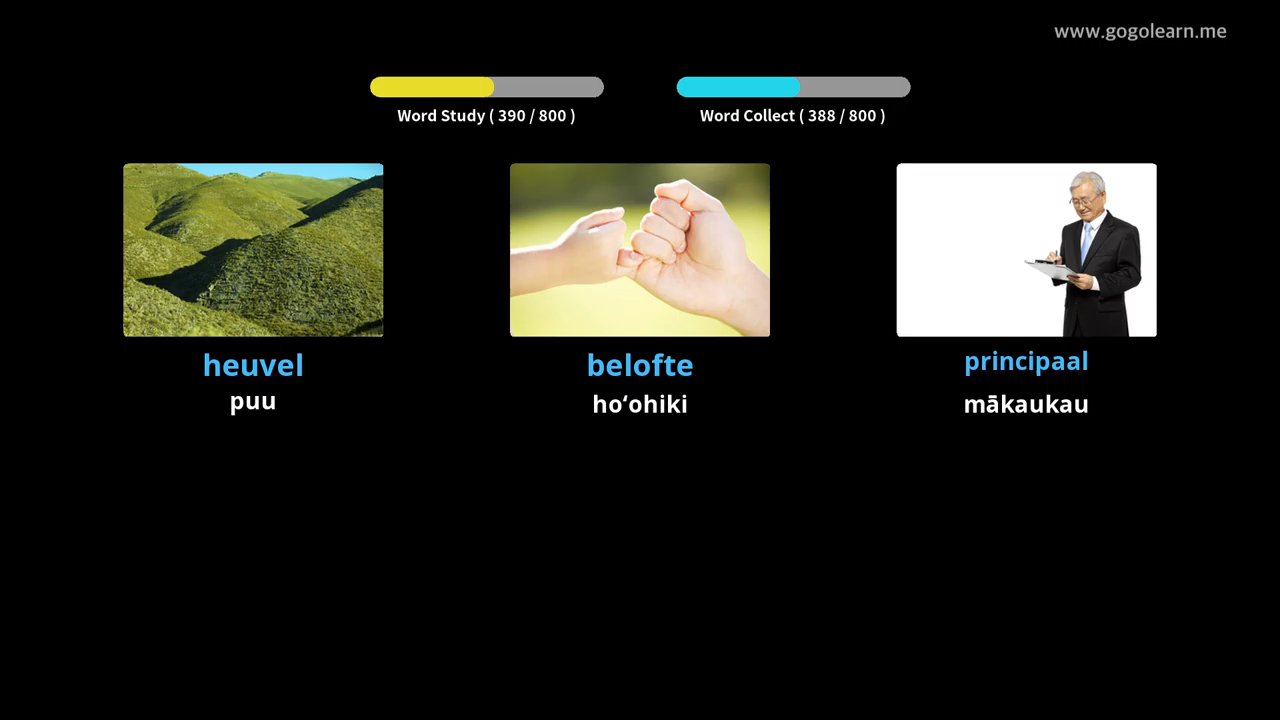 www.gogolearn.me
Word Study ( 390 / 800 )
Word Collect ( 388 / 800 )
heuvel
belofte
principaal
puu
hoʻohiki
mākaukau